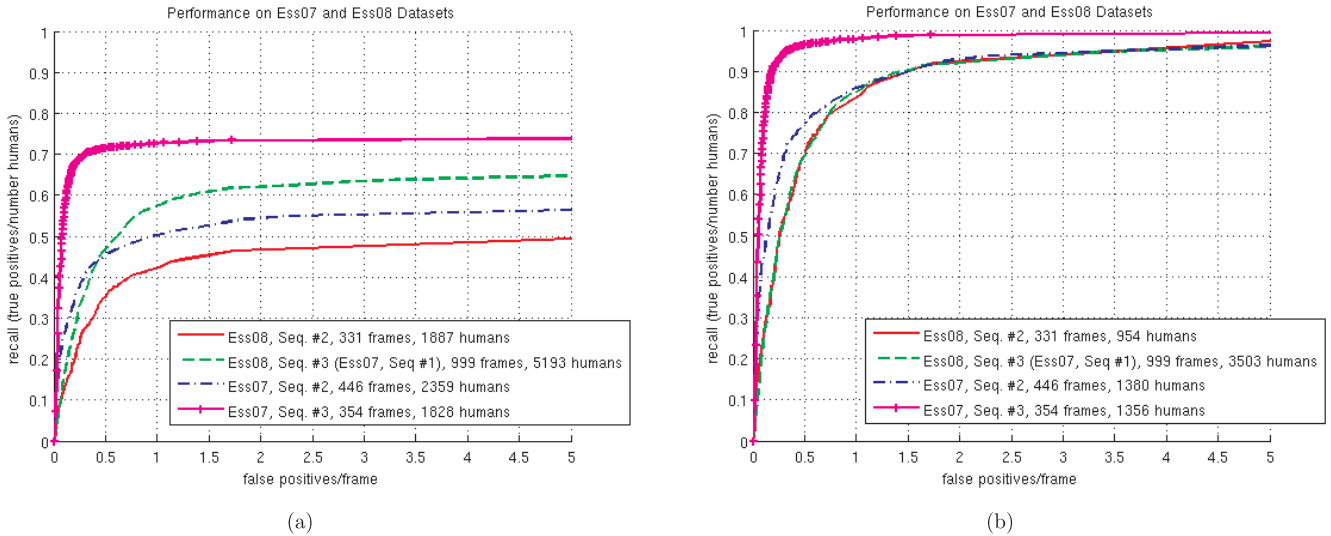 Performance on Ess07 and Ess08 Datasets
recall (true positives/number humans)
1
0.9
0.8
0.7
0.6
0.5
0.4
0.3
0.2
0.1
0
Ess08, Seq. #2, 331 frames, 1887 humans
Ess08, Seq. #3 (Ess07, Seq #1), 999 frames, 5193 humans
Ess07, Seq. #2, 446 frames, 2359 humans
Ess07, Seq. #3, 354 frames, 1828 humans
0 0.5 1 1.5 2 2.5 3 3.5 4 4.5 5
false positives/frame
(a)
Performance on Ess07 and Ess08 Datasets
recall (true positives/number humans)
1
0.9
0.8
0.7
0.6
0.5
0.4
0.3
0.2
0.1
0
Ess08, Seq. #2, 331 frames, 954 humans
Ess08, Seq. #3 (Ess07, Seq #1), 999 frames, 3503 humans
Ess07, Seq. #2, 446 frames, 1380 humans
Ess07, Seq. #3, 354 frames, 1356 humans
0 0.5 1 1.5 2 2.5 3 3.5 4 4.5 5
false positives/frame
(b)